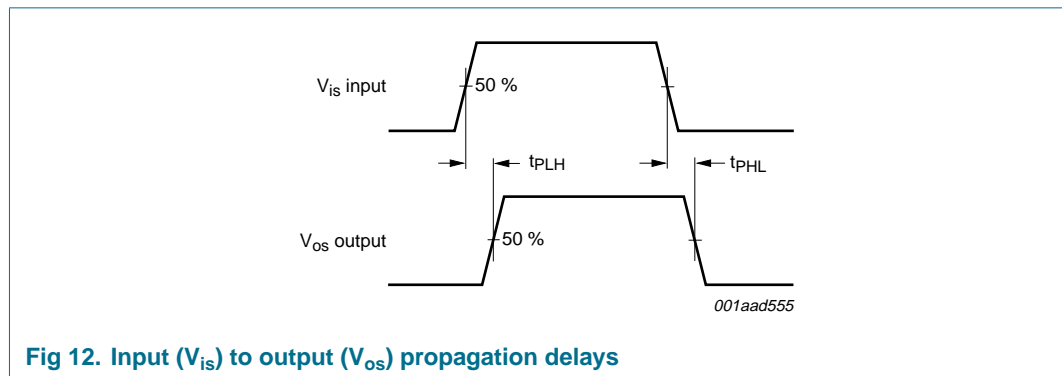 V_is input
50 %
t_PLH
t_PHL
V_os output
50 %
001aad555
Fig 12. Input (V_is) to output (V_os) propagation delays